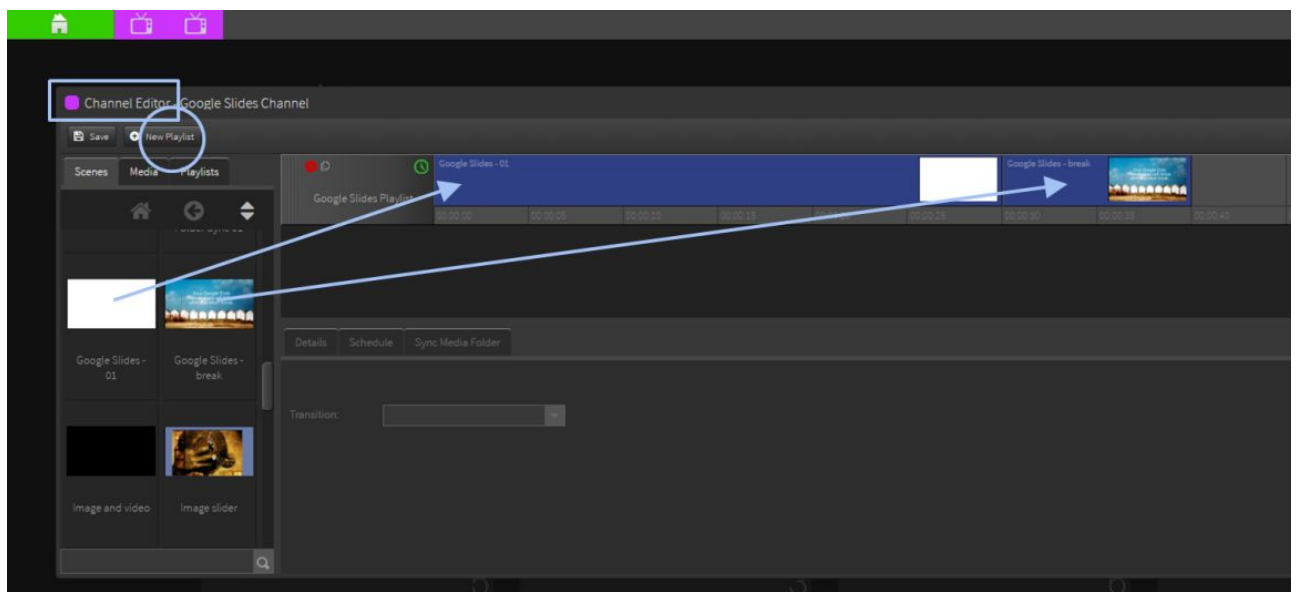 Channel Editor - Google Slides Channel
Save New Playlist
Scenes Media Playlists
Google Slides - 01
Google Slides - break
Google Slides Playlist
00:00:00 00:00:05 00:00:10 00:00:15 00:00:25 00:00:30 00:00:35 00:00:40
Google Slides -
01
Google Slides -
break
Details Schedule Sync Media Folder
Transition:
Image and video
Image slider